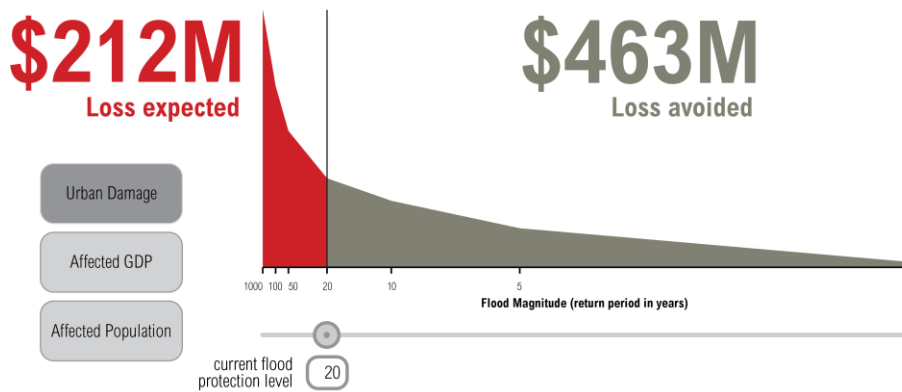 $212M
Loss expected
$463M
Loss avoided
Urban Damage
Affected GDP
Affected Population
1000 100 50 20 10 5
Flood Magnitude (return period in years)
current flood
protection level
20